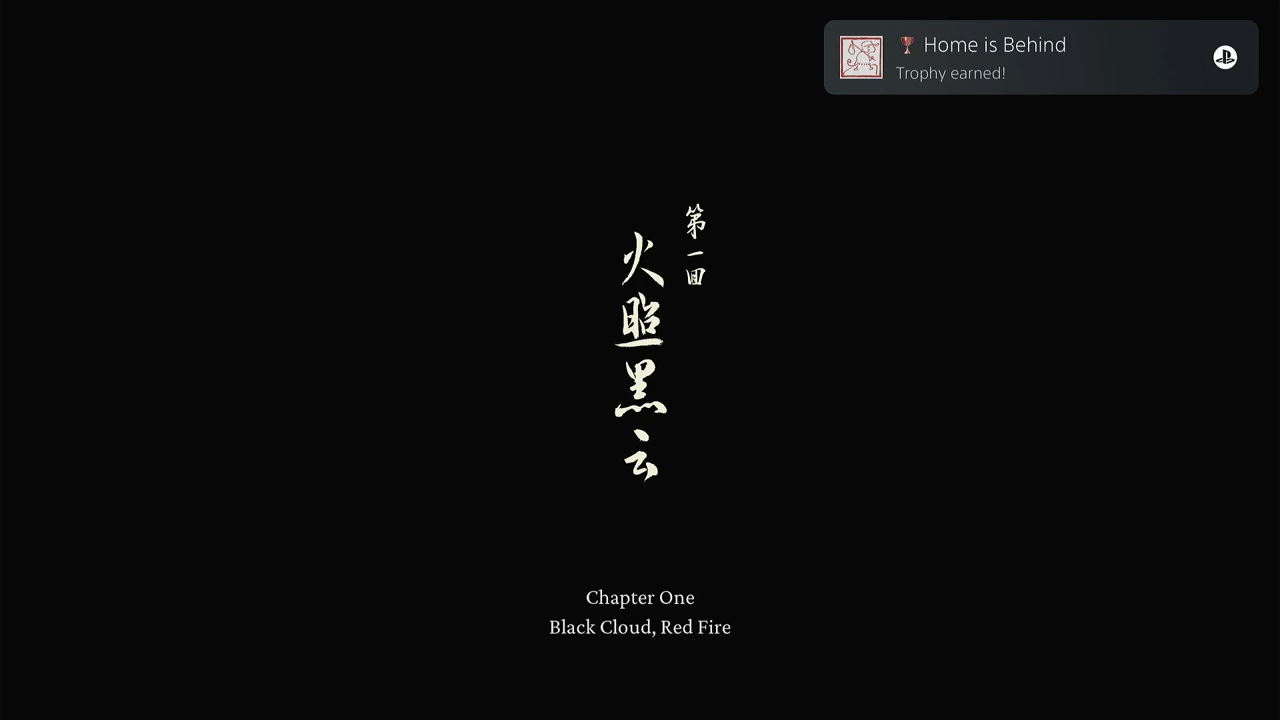 Home is Behind
Trophy earned!
第一回
火照黑云
Chapter One
Black Cloud, Red Fire